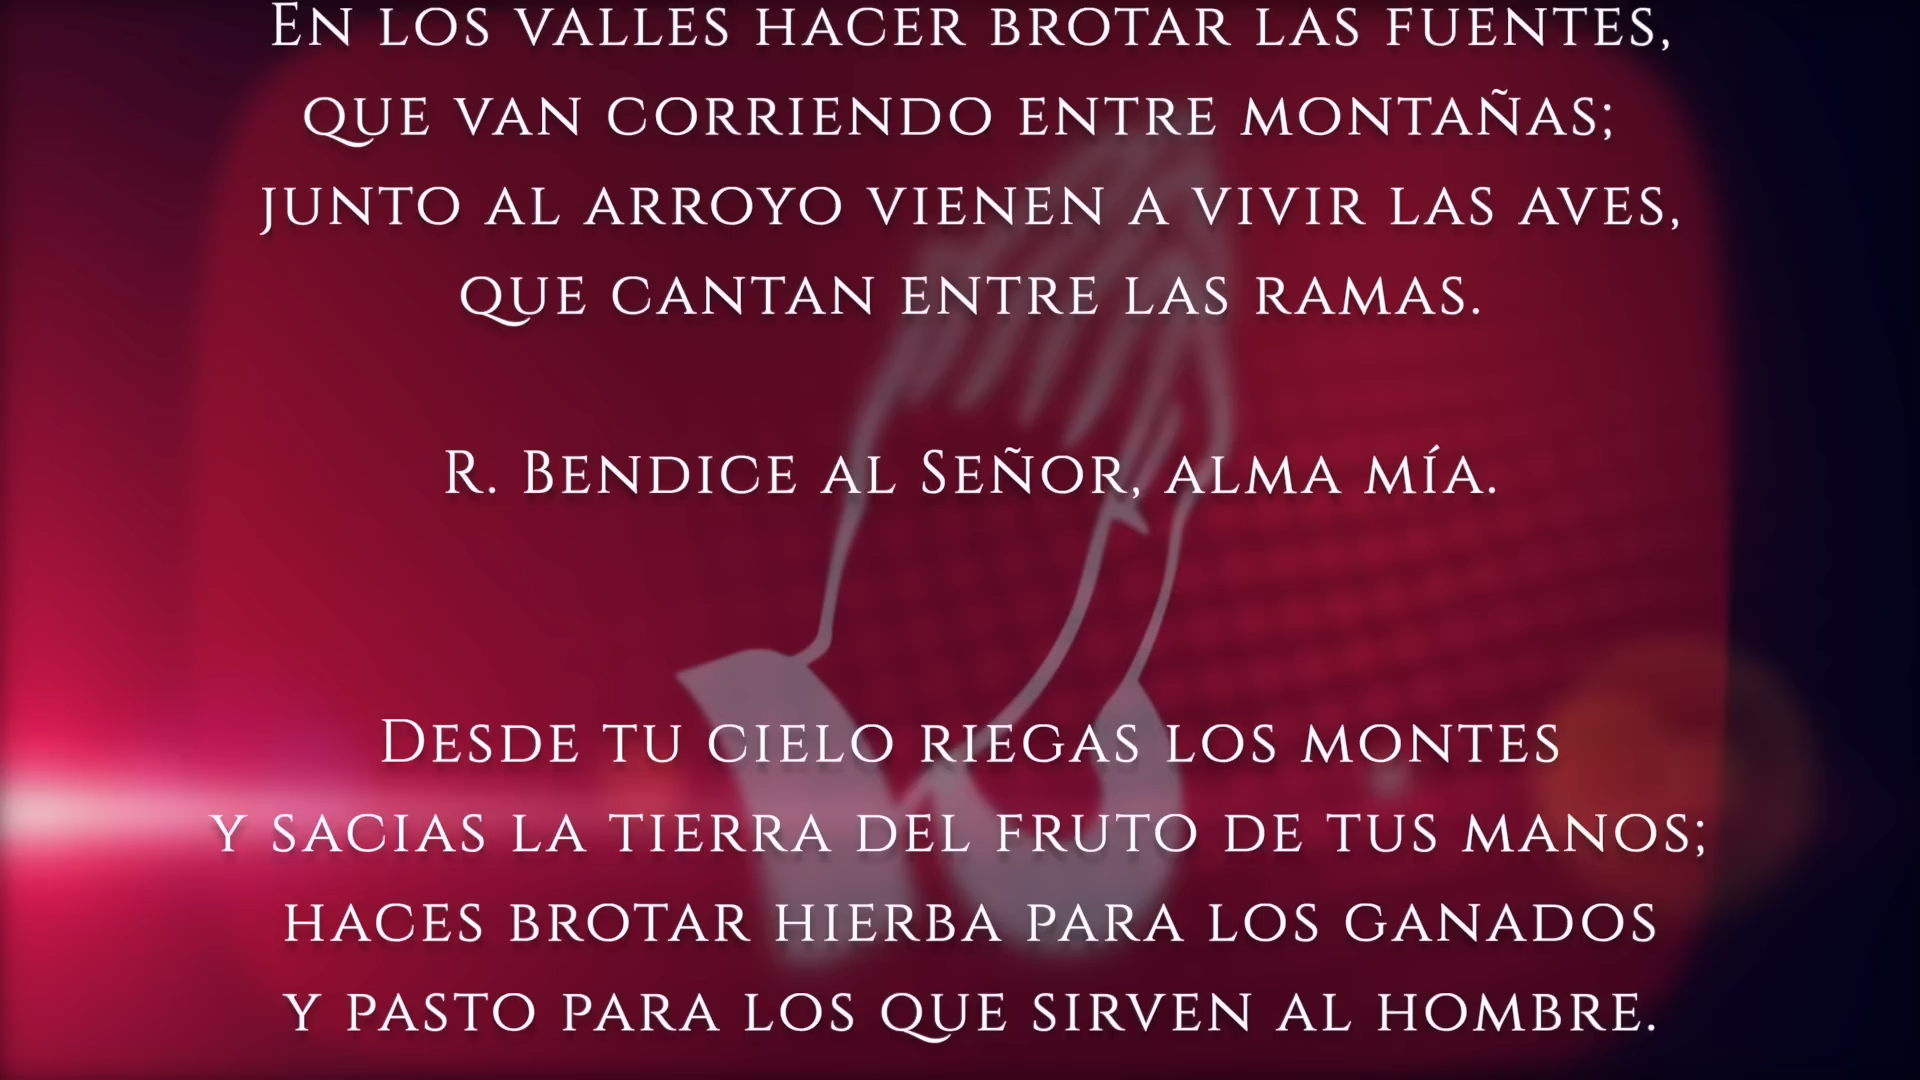 En los valles hacer brotar las fuentes,
que van corriendo entre montañas;
junto al arroyo vienen a vivir las aves,
que cantan entre las ramas.
R. Bendice al Señor, alma mía.
Desde tu cielo riegas los montes
y sacias la tierra del fruto de tus manos;
haces brotar hierba para los ganados
y pasto para los que sirven al hombre.